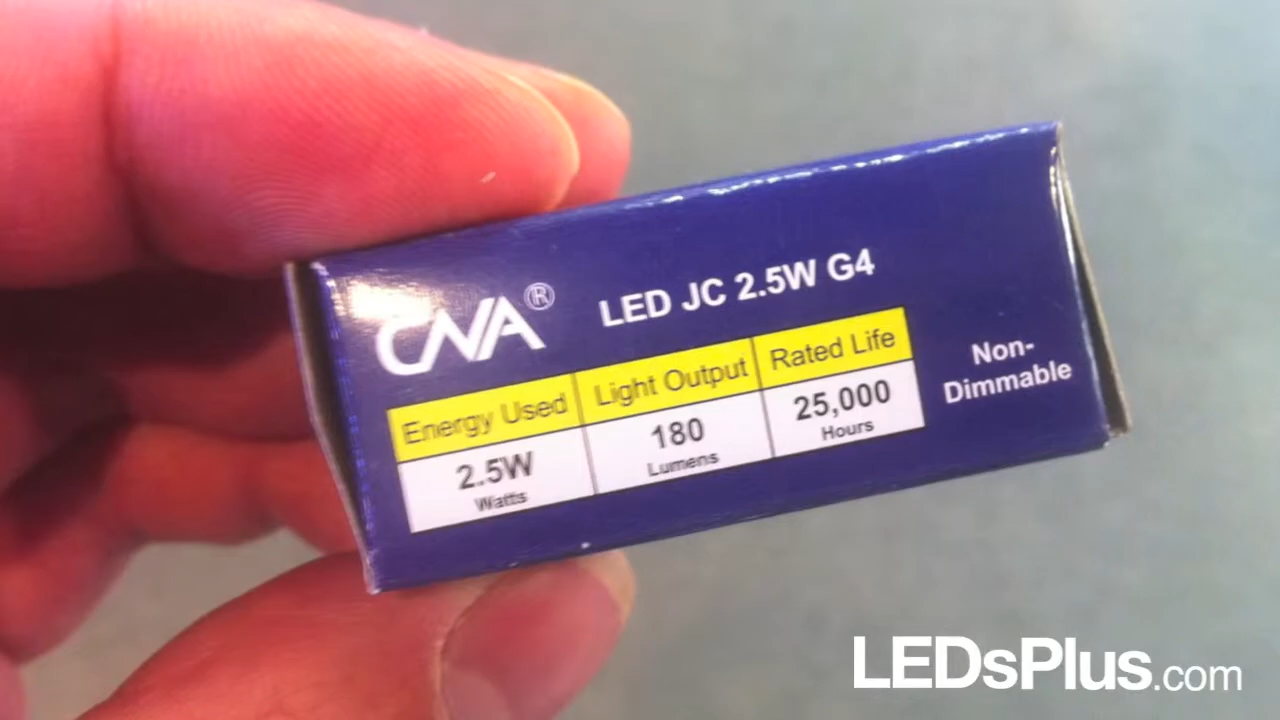 CNA®
LED JC 2.5W G4
Energy Used Light Output Rated Life
2.5W 180 25,000
Watts Lumens Hours
Non-
Dimmable
LEDsPlus.com